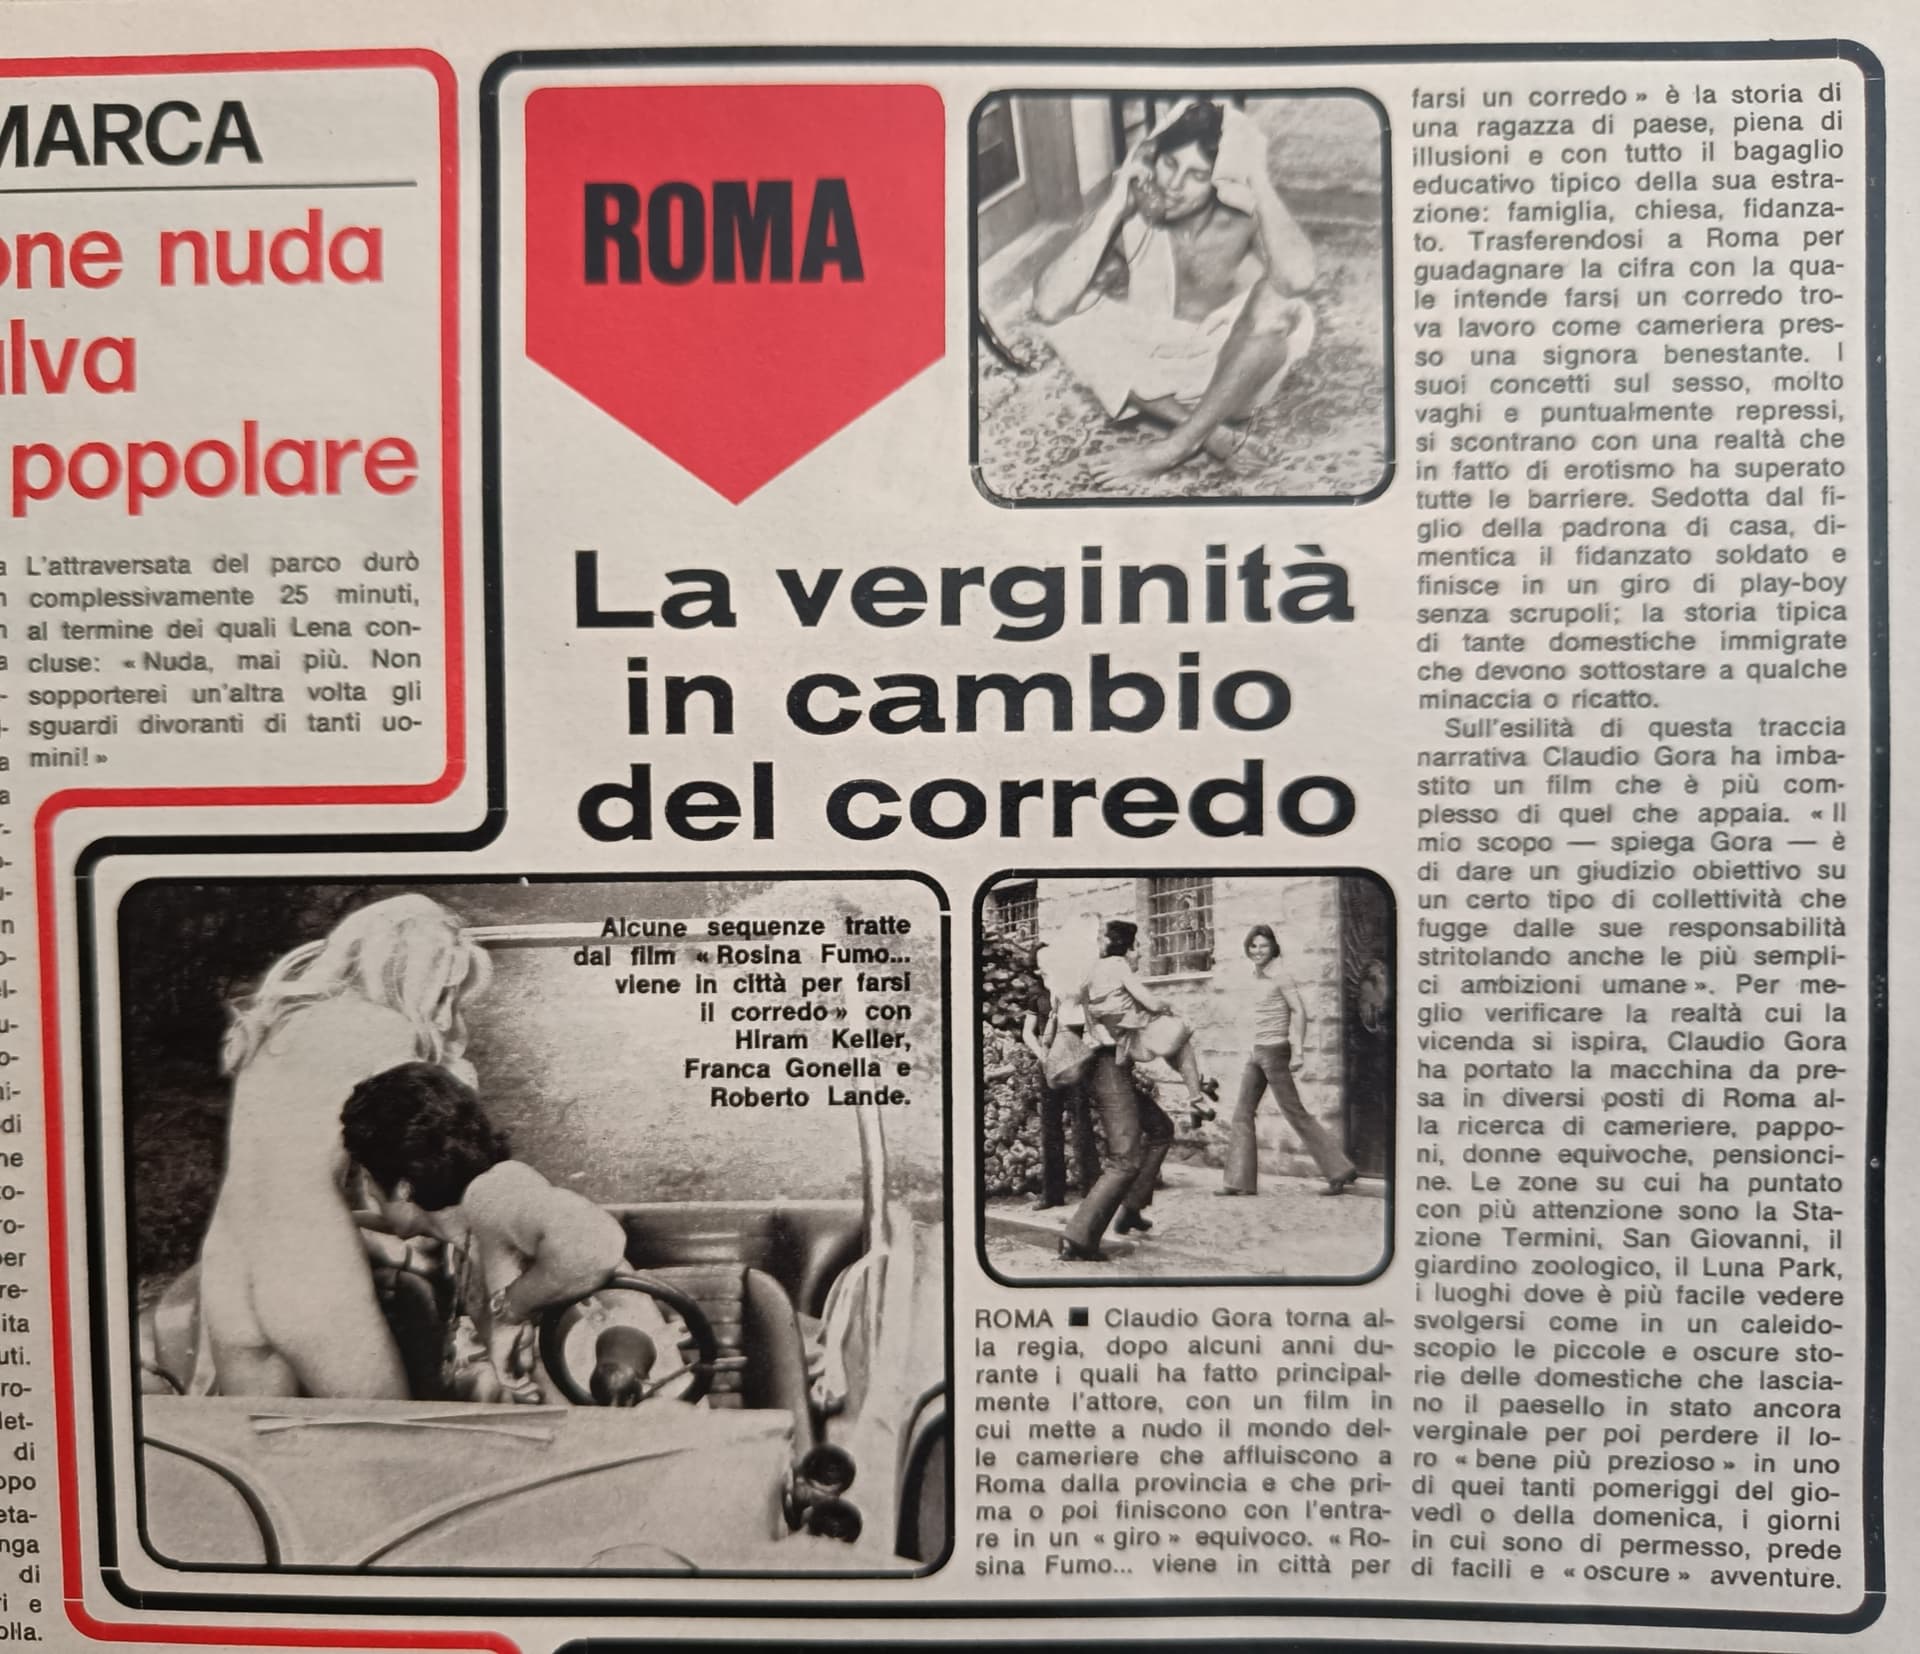 MARCA
one nuda
alva
popolare
L'attraversata del parco durò
complessivamente 25 minuti,
al termine dei quali Lena con-
cluse: « Nuda, mai più. Non
sopporterei un'altra volta gli
sguardi divoranti di tanti uo-
mini! »
ROMA
La verginità
in cambio
del corredo
Alcune sequenze tratte
dal film « Rosina Fumo...
viene in città per farsi
il corredo » con
Hiram Keller,
Franca Gonella e
Roberto Lande.
ROMA ■ Claudio Gora torna al-
la regia, dopo alcuni anni du-
rante i quali ha fatto principal-
mente l'attore, con un film in
cui mette a nudo il mondo del-
le cameriere che affluiscono a
Roma dalla provincia e che pri-
ma o poi finiscono con l'entra-
re in un « giro » equivoco. « Ro-
sina Fumo... viene in città per
farsi un corredo » è la storia di
una ragazza di paese, piena di
illusioni e con tutto il bagaglio
educativo tipico della sua estra-
zione: famiglia, chiesa, fidanza-
to. Trasferendosi a Roma per
guadagnare la cifra con la qua-
le intende farsi un corredo tro-
va lavoro come cameriera pres-
so una signora benestante. I
suoi concetti sul sesso, molto
vaghi e puntualmente repressi,
si scontrano con una realtà che
in fatto di erotismo ha superato
tutte le barriere. Sedotta dal fi-
glio della padrona di casa, di-
mentica il fidanzato soldato e
finisce in un giro di play-boy
senza scrupoli; la storia tipica
di tante domestiche immigrate
che devono sottostare a qualche
minaccia o ricatto.
Sull'esilità di questa traccia
narrativa Claudio Gora ha imba-
stito un film che è più com-
plesso di quel che appaia. « Il
mio scopo — spiega Gora — è
di dare un giudizio obiettivo su
un certo tipo di collettività che
fugge dalle sue responsabilità
stritolando anche le più sempli-
ci ambizioni umane ». Per me-
glio verificare la realtà cui la
vicenda si ispira, Claudio Gora
ha portato la macchina da pre-
sa in diversi posti di Roma al-
la ricerca di cameriere, pappo-
ni, donne equivoche, pensionci-
ne. Le zone su cui ha puntato
con più attenzione sono la Sta-
zione Termini, San Giovanni, il
giardino zoologico, il Luna Park,
i luoghi dove è più facile vedere
svolgersi come in un caleido-
scopio le piccole e oscure sto-
rie delle domestiche che lascia-
no il paesello in stato ancora
verginale per poi perdere il lo-
ro « bene più prezioso » in uno
di quei tanti pomeriggi del gio-
vedì o della domenica, i giorni
in cui sono di permesso, prede
di facili e « oscure » avventure.